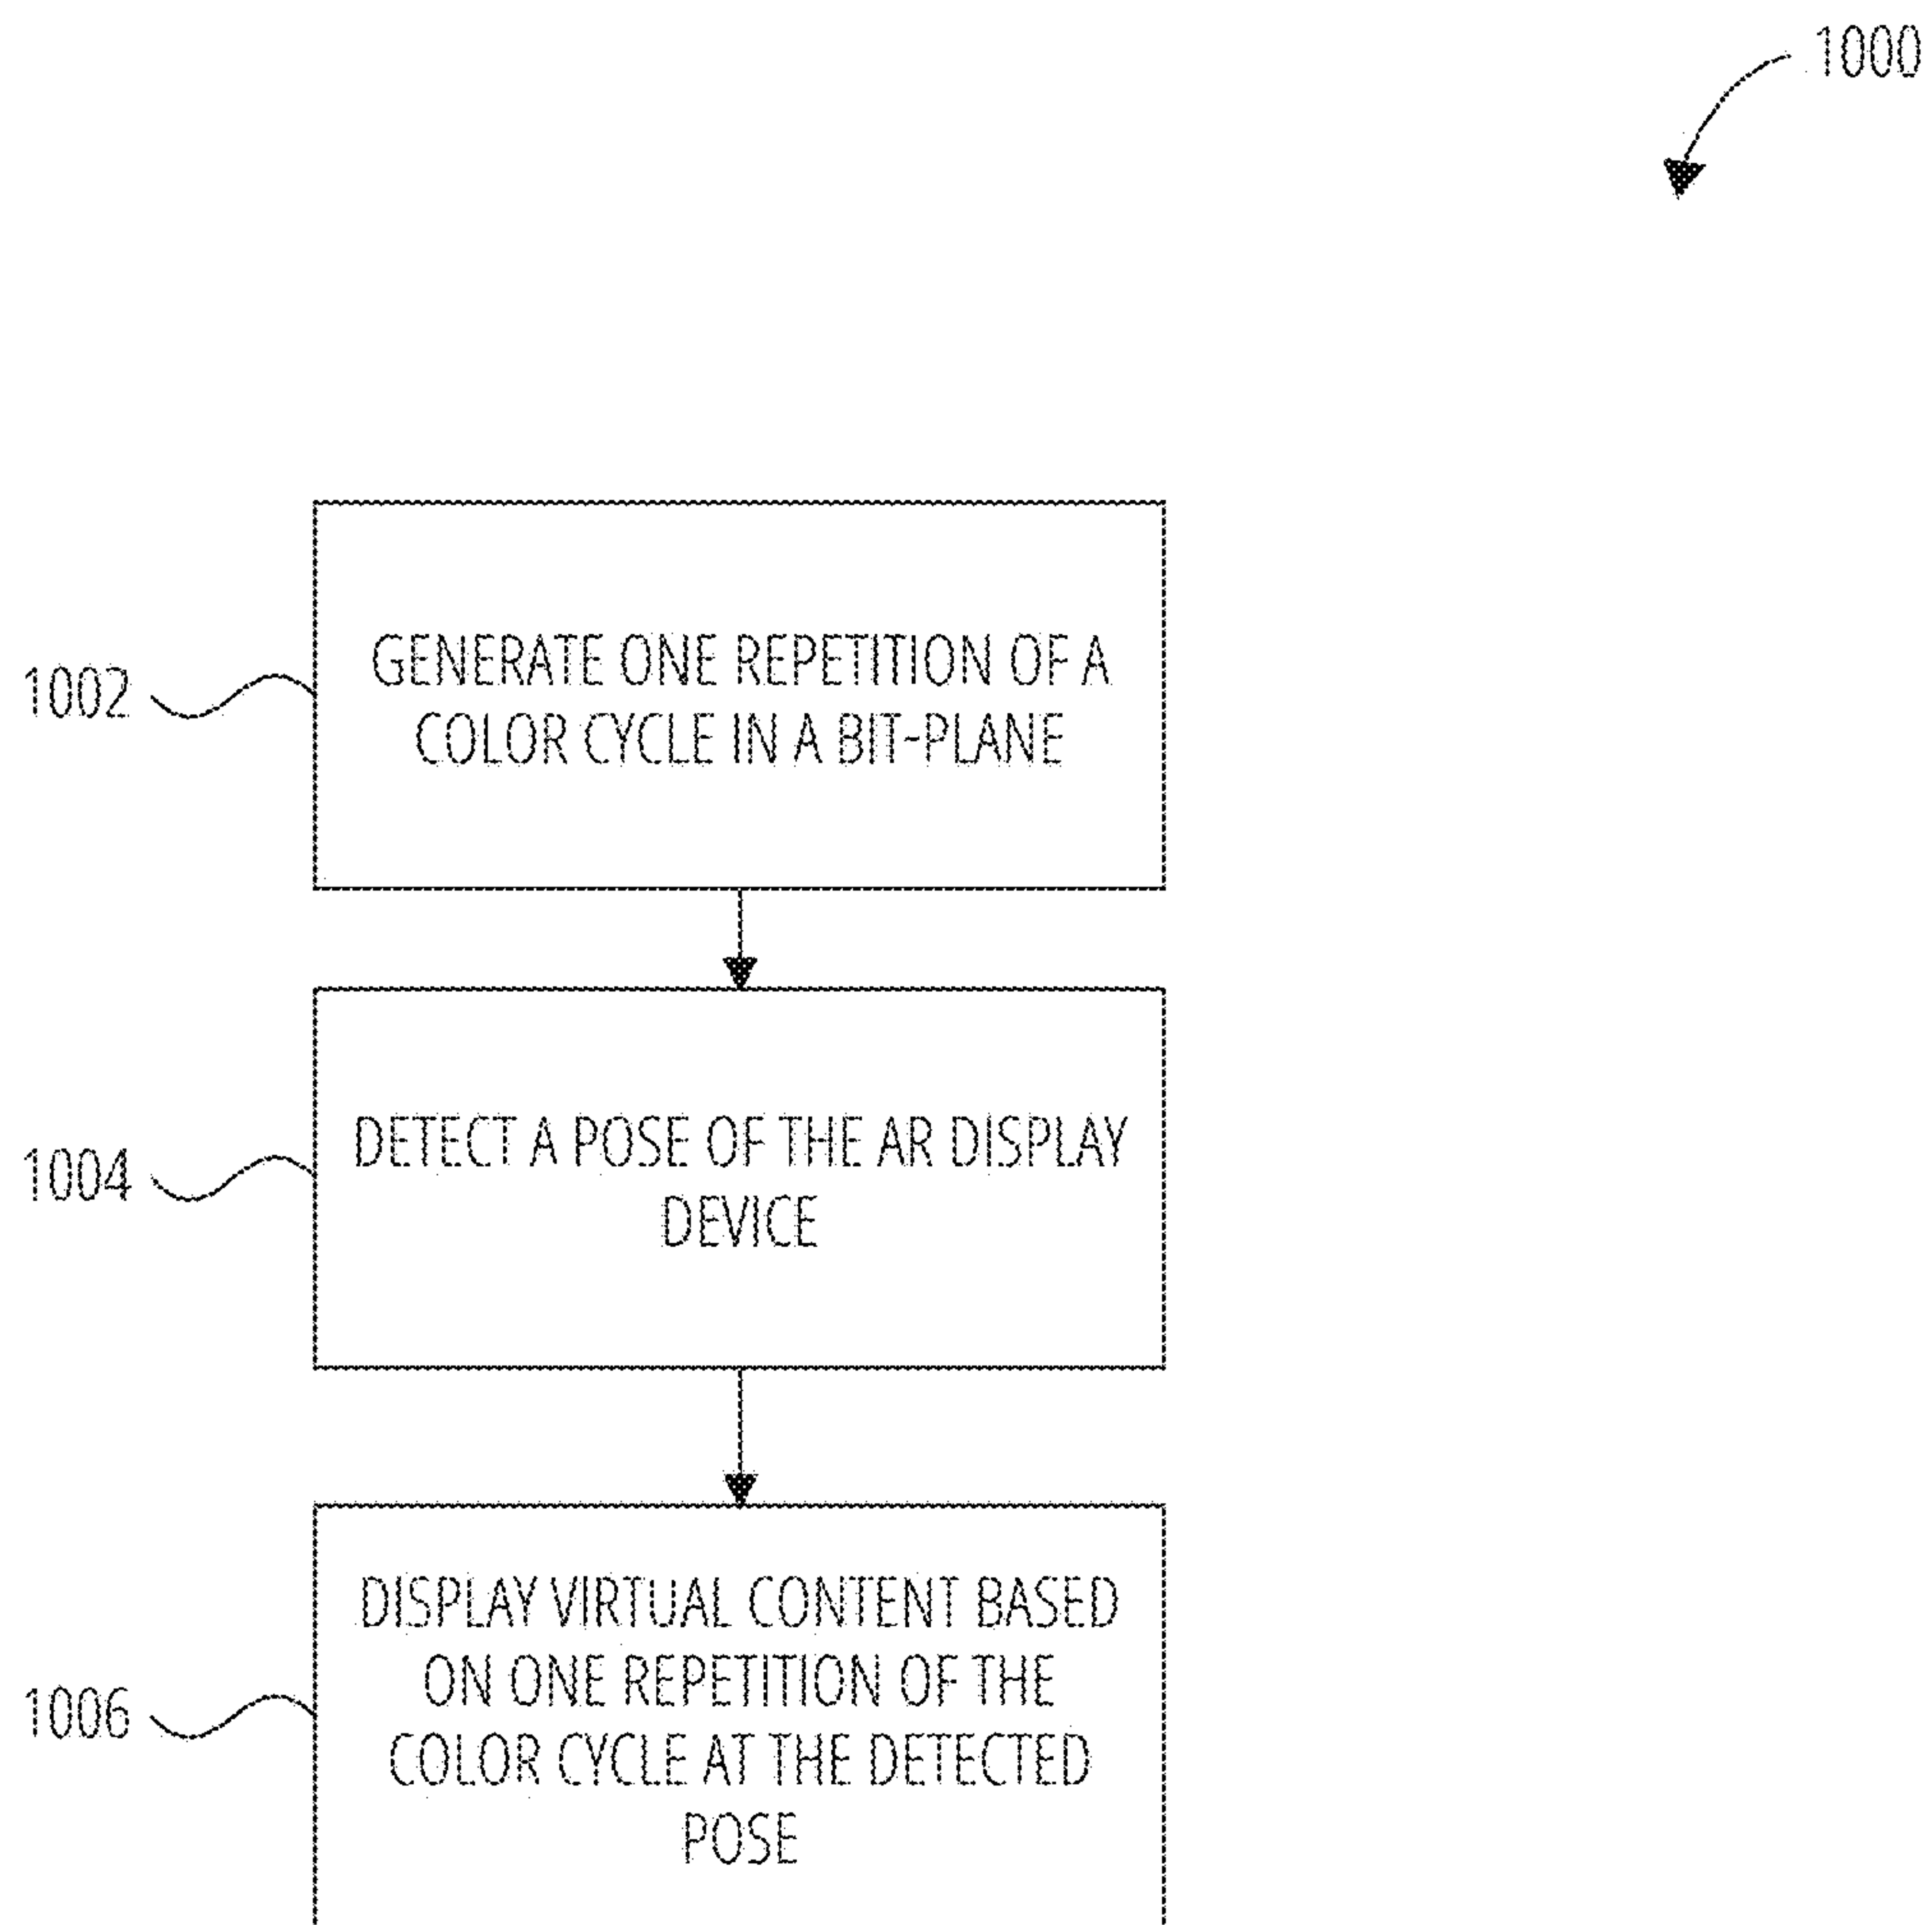 1000
1002
GENERATE ONE REPETITION OF A
COLOR CYCLE IN A BIT-PLANE
1004
DETECT A POSE OF THE AR DISPLAY
DEVICE
1006
DISPLAY VIRTUAL CONTENT BASED
ON ONE REPETITION OF THE
COLOR CYCLE AT THE DETECTED
POSE